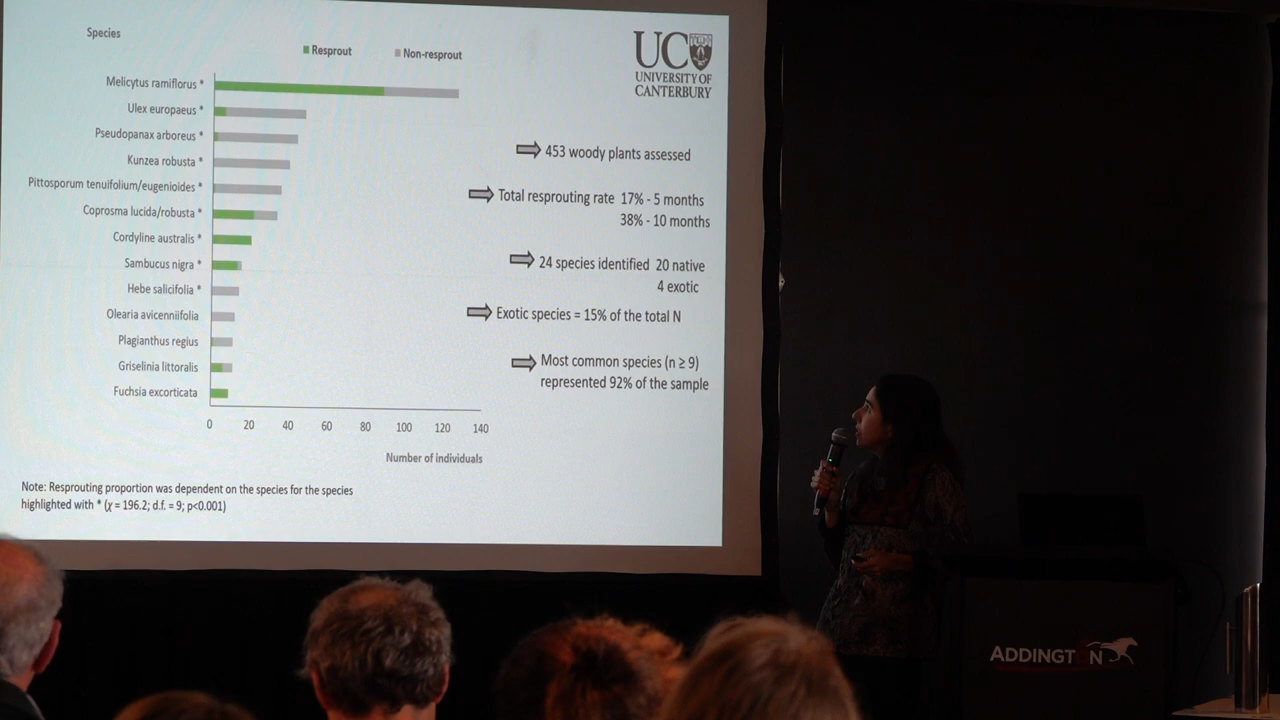 Species
Resprout
Non-resprout
UC
UNIVERSITY OF
CANTERBURY
Melicytus ramiflorus *
Ulex europaeus *
Pseudopanax arboreus *
Kunzea robusta *
Pittosporum tenuifolium/eugenioides *
Coprosma lucida/robusta *
Cordyline australis *
Sambucus nigra *
Hebe salicifolia *
Olearia avicenniifolia
Plagianthus regius
Griselinia littoralis
Fuchsia excorticata
0 20 40 60 80 100 120 140
Number of individuals
453 woody plants assessed
Total resprouting rate 17% - 5 months
38% - 10 months
24 species identified 20 native
4 exotic
Exotic species = 15% of the total N
Most common species (n ≥ 9)
represented 92% of the sample
Note: Resprouting proportion was dependent on the species for the species
highlighted with * (χ = 196.2; d.f. = 9; p<0.001)
ADDINGTON